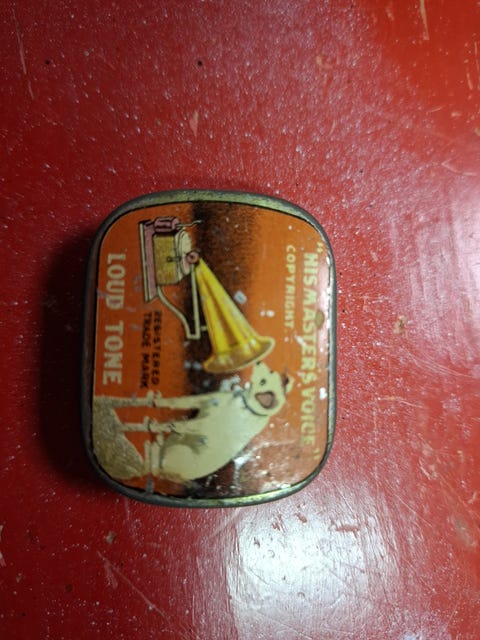 "HIS MASTER'S VOICE"
COPYRIGHT
REGISTERED
TRADE MARK
LOUD TONE